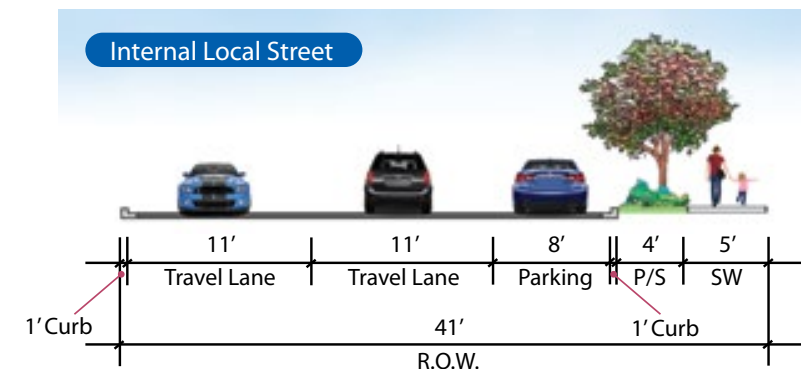 Internal Local Street
11’ 11’ 8’ 4’ 5’
Travel Lane Travel Lane Parking P/S SW
1’ Curb 41’ 1’ Curb
R.O.W.